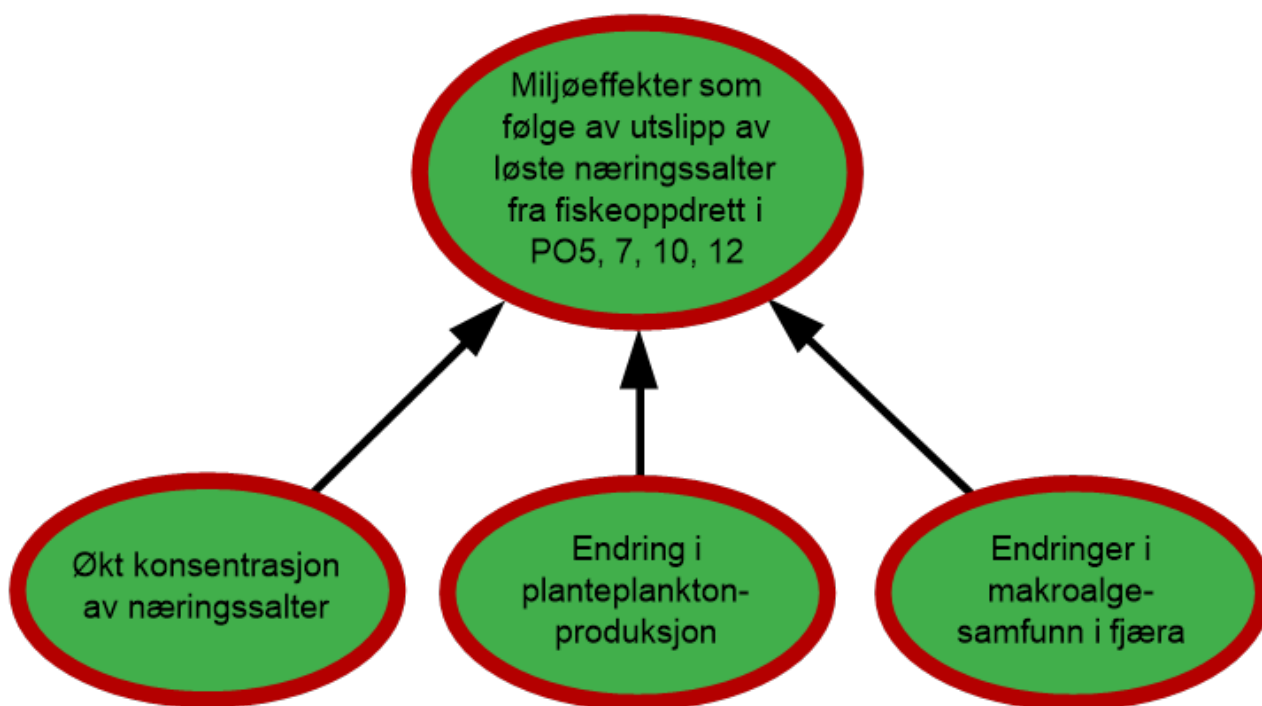 Miljøeffekter som
følge av utslipp av
løste næringssalter
fra fiskeoppdrett i
PO5, 7, 10, 12
Økt konsentrasjon
av næringssalter
Endring i
planteplankton-
produksjon
Endringer i
makroalge-
samfunn i fjæra